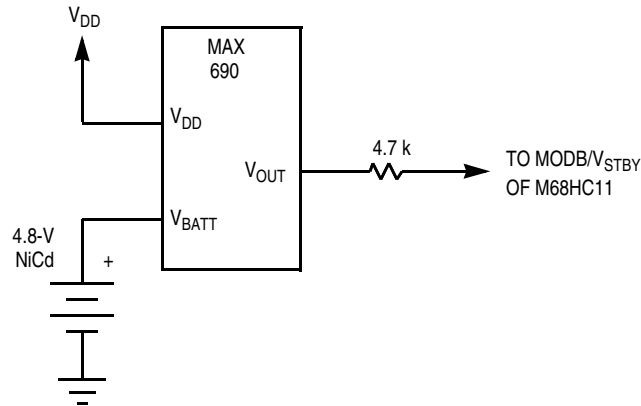 VDD
MAX
690
VDD
4.7 k
VOUT
TO MODB/VSTBY
OF M68HC11
VBATT
4.8-V
NiCd
+